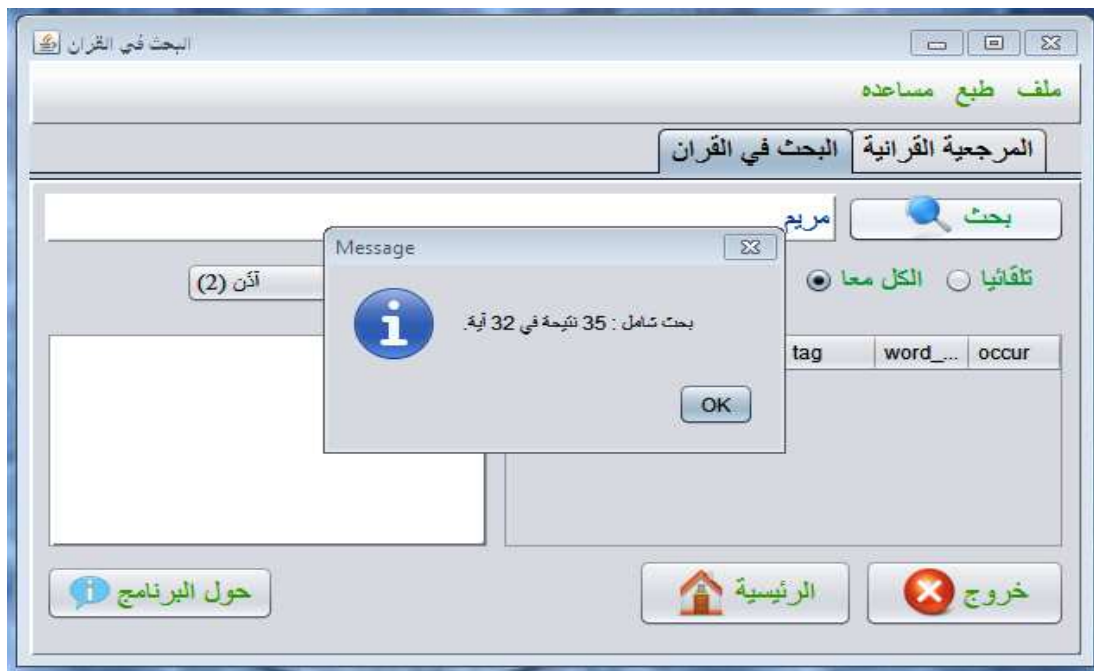 البحث في القران
ملف طبع مساعده
المرجعية القرانية البحث في القران
بحث مريم
Message
تلقائيا الكل معا
آذن (2)
بحث شامل : 35 نتيجة في 32 آية.
tag word_... occur
OK
خروج الرئيسية حول البرنامج